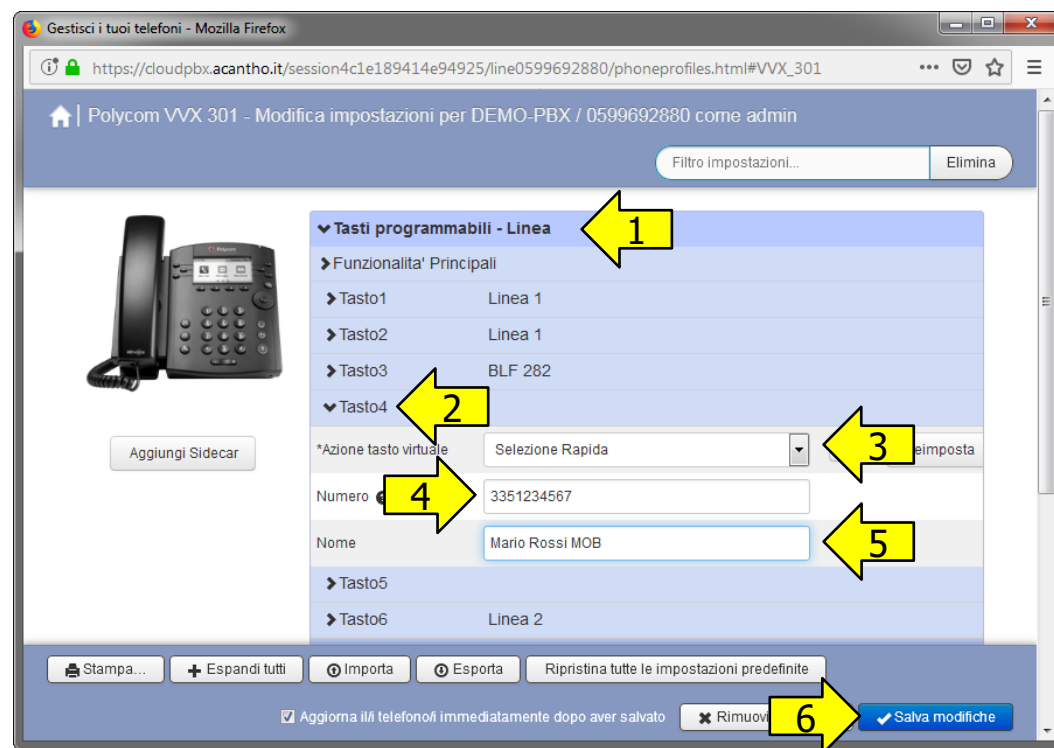 Gestisci i tuoi telefoni - Mozilla Firefox
https://cloudpbx.acantho.it/session4c1e189414e94925/line0599692880/phoneprofiles.html#VVX_301
Polycom VVX 301 - Modifica impostazioni per DEMO-PBX / 0599692880 come admin
Filtro impostazioni... Elimina
Tasti programmabili - Linea 1
Funzionalita' Principali
Tasto1 Linea 1
Tasto2 Linea 1
Tasto3 BLF 282
Tasto4 2
Aggiungi Sidecar
*Azione tasto virtuale Selezione Rapida 3 eimposta
Numero 4 3351234567
Nome Mario Rossi MOB 5
Tasto5
Tasto6 Linea 2
Stampa... Espandi tutti Importa Esporta Ripristina tutte le impostazioni predefinite
Aggiorna il/i telefono/i immediatamente dopo aver salvato Rimuovi 6 Salva modifiche